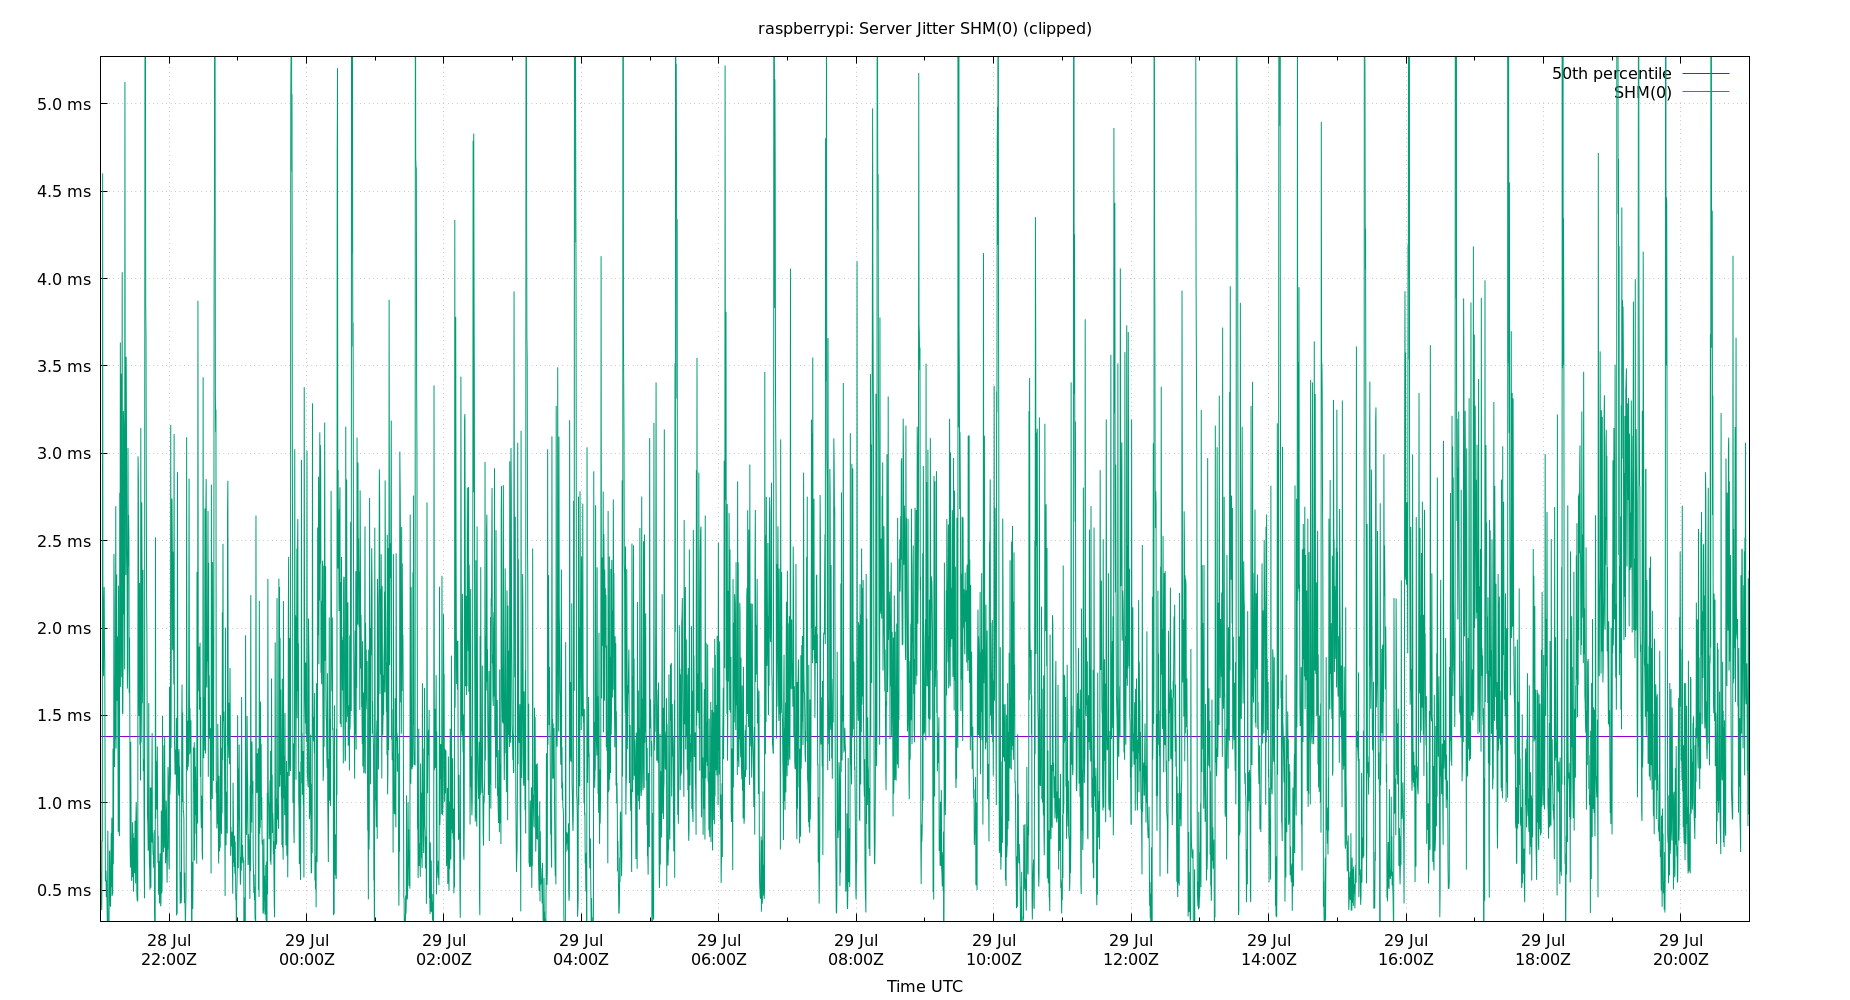 raspberrypi: Server Jitter SHM(0) (clipped)
50th percentile
SHM(0)
5.0 ms
4.5 ms
4.0 ms
3.5 ms
3.0 ms
2.5 ms
2.0 ms
1.5 ms
1.0 ms
0.5 ms
28 Jul 29 Jul 29 Jul 29 Jul 29 Jul 29 Jul 29 Jul 29 Jul 29 Jul 29 Jul 29 Jul 29 Jul
22:00Z 00:00Z 02:00Z 04:00Z 06:00Z 08:00Z 10:00Z 12:00Z 14:00Z 16:00Z 18:00Z 20:00Z
Time UTC